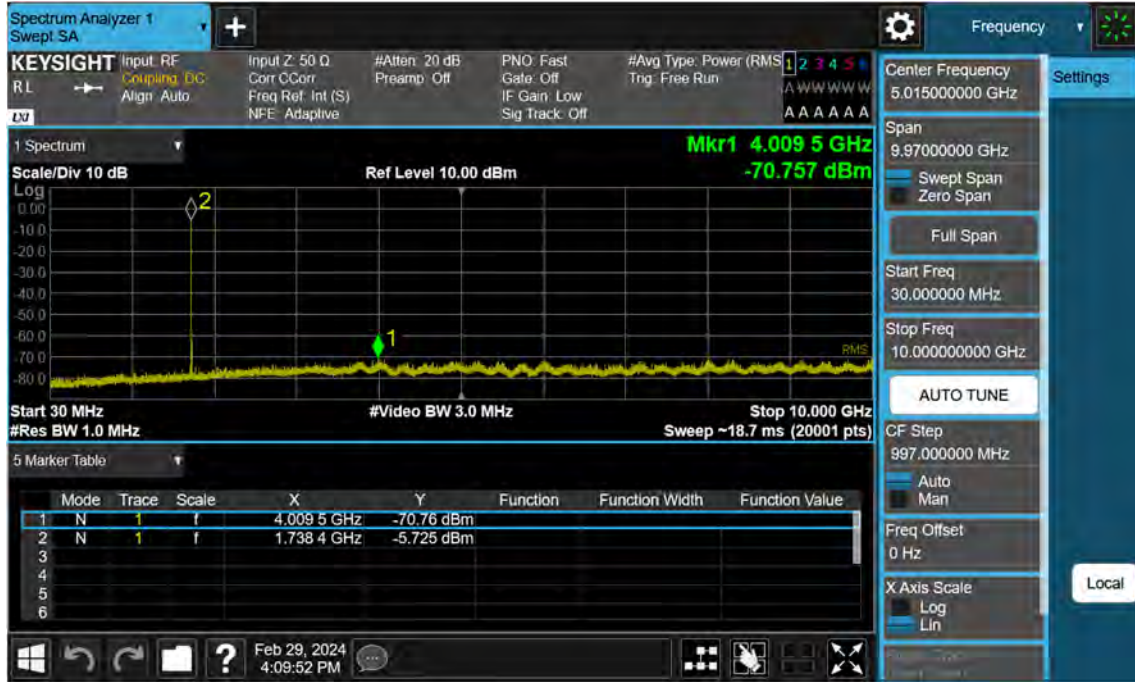 Spectrum Analyzer 1
Swept SA
+
Frequency
KEYSIGHT
RL
LXI
Input: RF
Coupling: DC
Align: Auto
Input Z: 50 Ω
Corr CCorr
Freq Ref: Int (S)
NFE: Adaptive
#Atten: 20 dB
Preamp: Off
PNO: Fast
Gate: Off
IF Gain: Low
Sig Track: Off
#Avg Type: Power (RMS
Trig: Free Run
1 2 3 4 5 6
A W W W W W
A A A A A A
1 Spectrum
Scale/Div 10 dB
Ref Level 10.00 dBm
Mkr1 4.009 5 GHz
-70.757 dBm
Log
0.00
-10.0
-20.0
-30.0
-40.0
-50.0
-60.0
-70.0
-80.0
2
1
RMS
Start 30 MHz
#Res BW 1.0 MHz
#Video BW 3.0 MHz
Stop 10.000 GHz
Sweep ~18.7 ms (20001 pts)
5 Marker Table
Mode Trace Scale X Y Function Function Width Function Value
1 N 1 f 4.009 5 GHz -70.76 dBm
2 N 1 f 1.738 4 GHz -5.725 dBm
3
4
5
6
Feb 29, 2024
4:09:52 PM
?
Center Frequency
5.015000000 GHz
Span
9.97000000 GHz
Swept Span
Zero Span
Full Span
Start Freq
30.000000 MHz
Stop Freq
10.000000000 GHz
AUTO TUNE
CF Step
997.000000 MHz
Auto
Man
Freq Offset
0 Hz
X Axis Scale
Log
Lin
Settings
Local